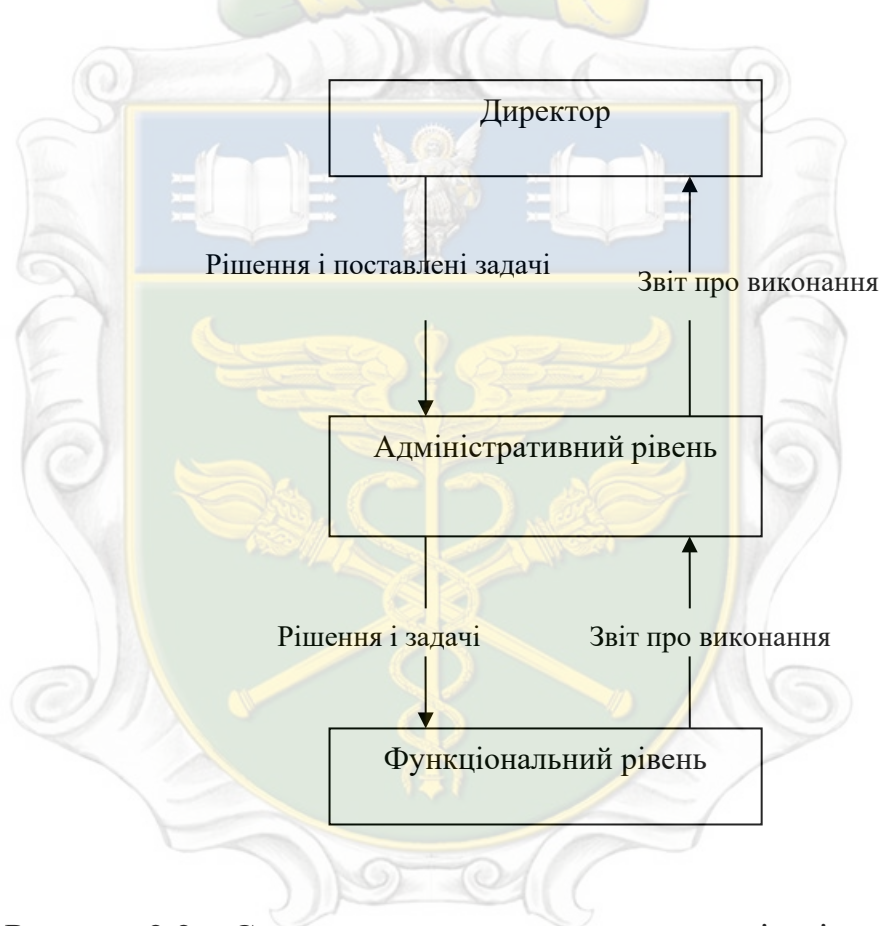 Директор
Рішення і поставлені задачі
Звіт про виконання
Адміністративний рівень
Рішення і задачі
Звіт про виконання
Функціональний рівень